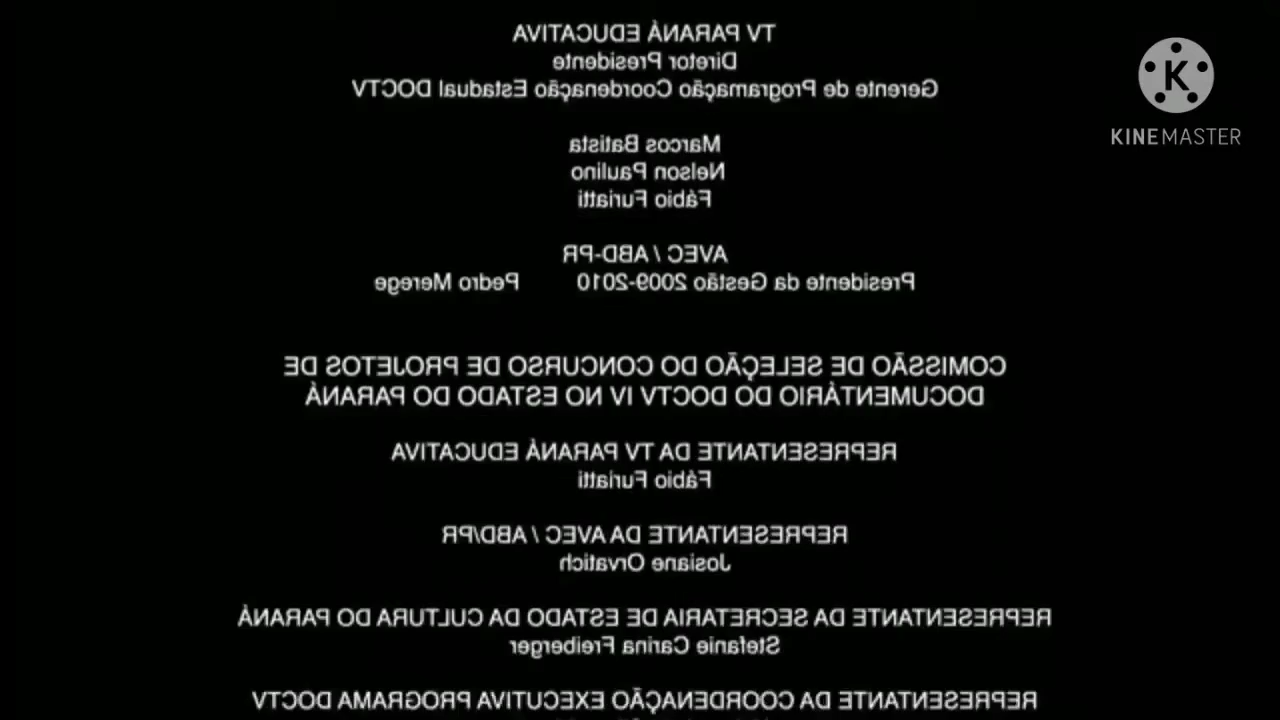 TV PARANÁ EDUCATIVA
Diretor Presidente
Gerente de Programação Coordenação Estadual DOCTV
Marcos Batista
Nelson Paulino
Fábio Furiatti
AVEC / ABD-PR
Presidente da Gestão 2009-2010 Pedro Merege
COMISSÃO DE SELEÇÃO DO CONCURSO DE PROJETOS DE
DOCUMENTÁRIO DO DOCTV IV NO ESTADO DO PARANÁ
REPRESENTANTE DA TV PARANÁ EDUCATIVA
Fábio Furiatti
REPRESENTANTE DA AVEC / ABD/PR
Josiane Orvatich
REPRESENTANTE DA SECRETARIA DE ESTADO DA CULTURA DO PARANÁ
Stefanie Carina Freiberger
REPRESENTANTE DA COORDENAÇÃO EXECUTIVA PROGRAMA DOCTV
K
KINEMASTER